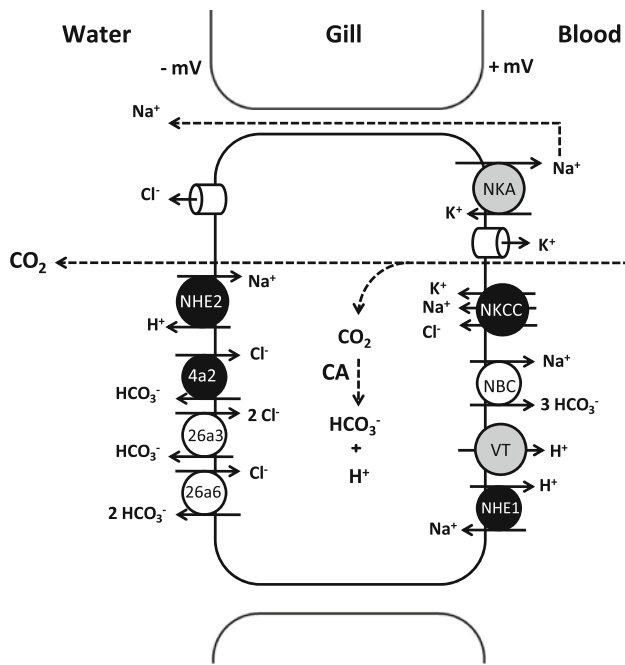 Water Gill Blood
- mV + mV
Na⁺
Na⁺
Cl⁻
NKA
K⁺
K⁺
CO₂
Na⁺
NHE2
H⁺
Cl⁻
4a2
HCO₃⁻
2 Cl⁻
26a3
HCO₃⁻
Cl⁻
26a6
2 HCO₃⁻
CO₂
CA
HCO₃⁻
+
H⁺
K⁺
Na⁺
NKCC
Cl⁻
Na⁺
NBC
3 HCO₃⁻
VT
H⁺
H⁺
NHE1
Na⁺